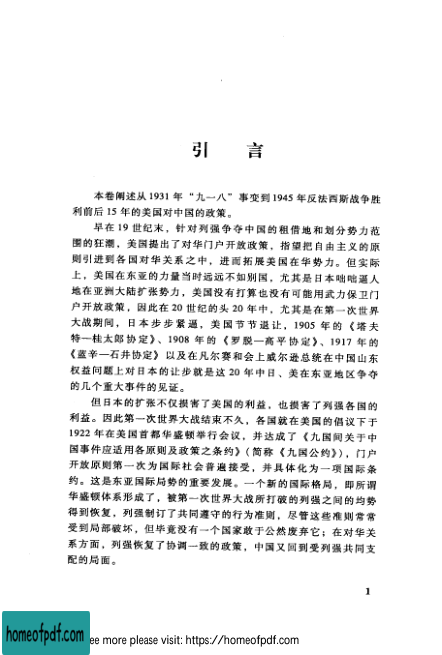 引 言
本卷阐述从1931年“九一八”事变到1945年反法西斯战争胜
利前后15年的美国对中国的政策。
早在19世纪末，针对列强争夺中国的租借地和划分势力范
围的狂潮，美国提出了对华门户开放政策，指望把自由主义的原
则引进到各国对华关系之中，进而拓展美国在华势力。但实际
上，美国在东亚的力量当时远远不如别国，尤其是日本咄咄逼人
地在亚洲大陆扩张势力，美国没有打算也没有可能用武力保卫门
户开放政策，因此在20世纪的头20年中，尤其是在第一次世界
大战期间，日本步步紧逼，美国节节退让，1905年的《塔夫
特—桂太郎协定》、1908年的《罗脱—高平协定》、1917年的
《蓝辛—石井协定》以及在凡尔赛和会上威尔逊总统在中国山东
权益问题上对日本的让步就是这20年中日、美在东亚地区争夺
的几个重大事件的见证。
但日本的扩张不仅损害了美国的利益，也损害了列强各国的
利益。因此第一次世界大战结束不久，各国就在美国的倡议下于
1922年在美国首都华盛顿举行会议，并达成了《九国间关于中
国事件应适用各原则及政策之条约》（简称《九国公约》），门户
开放原则第一次为国际社会普遍接受，并具体化为一项国际条
约。这是东亚国际局势的重要发展。一个新的国际格局，即所谓
华盛顿体系形成了，被第一次世界大战所打破的列强之间的均势
得到恢复，列强制订了共同遵守的行为准则，尽管这些准则常常
受到局部破坏，但毕竟没有一个国家敢于公然废弃它；在对华关
系方面，列强恢复了协调一致的政策，中国又回到受列强共同支
配的局面。
1
homeofpdf.com
ee more please visit: https://homeofpdf.com